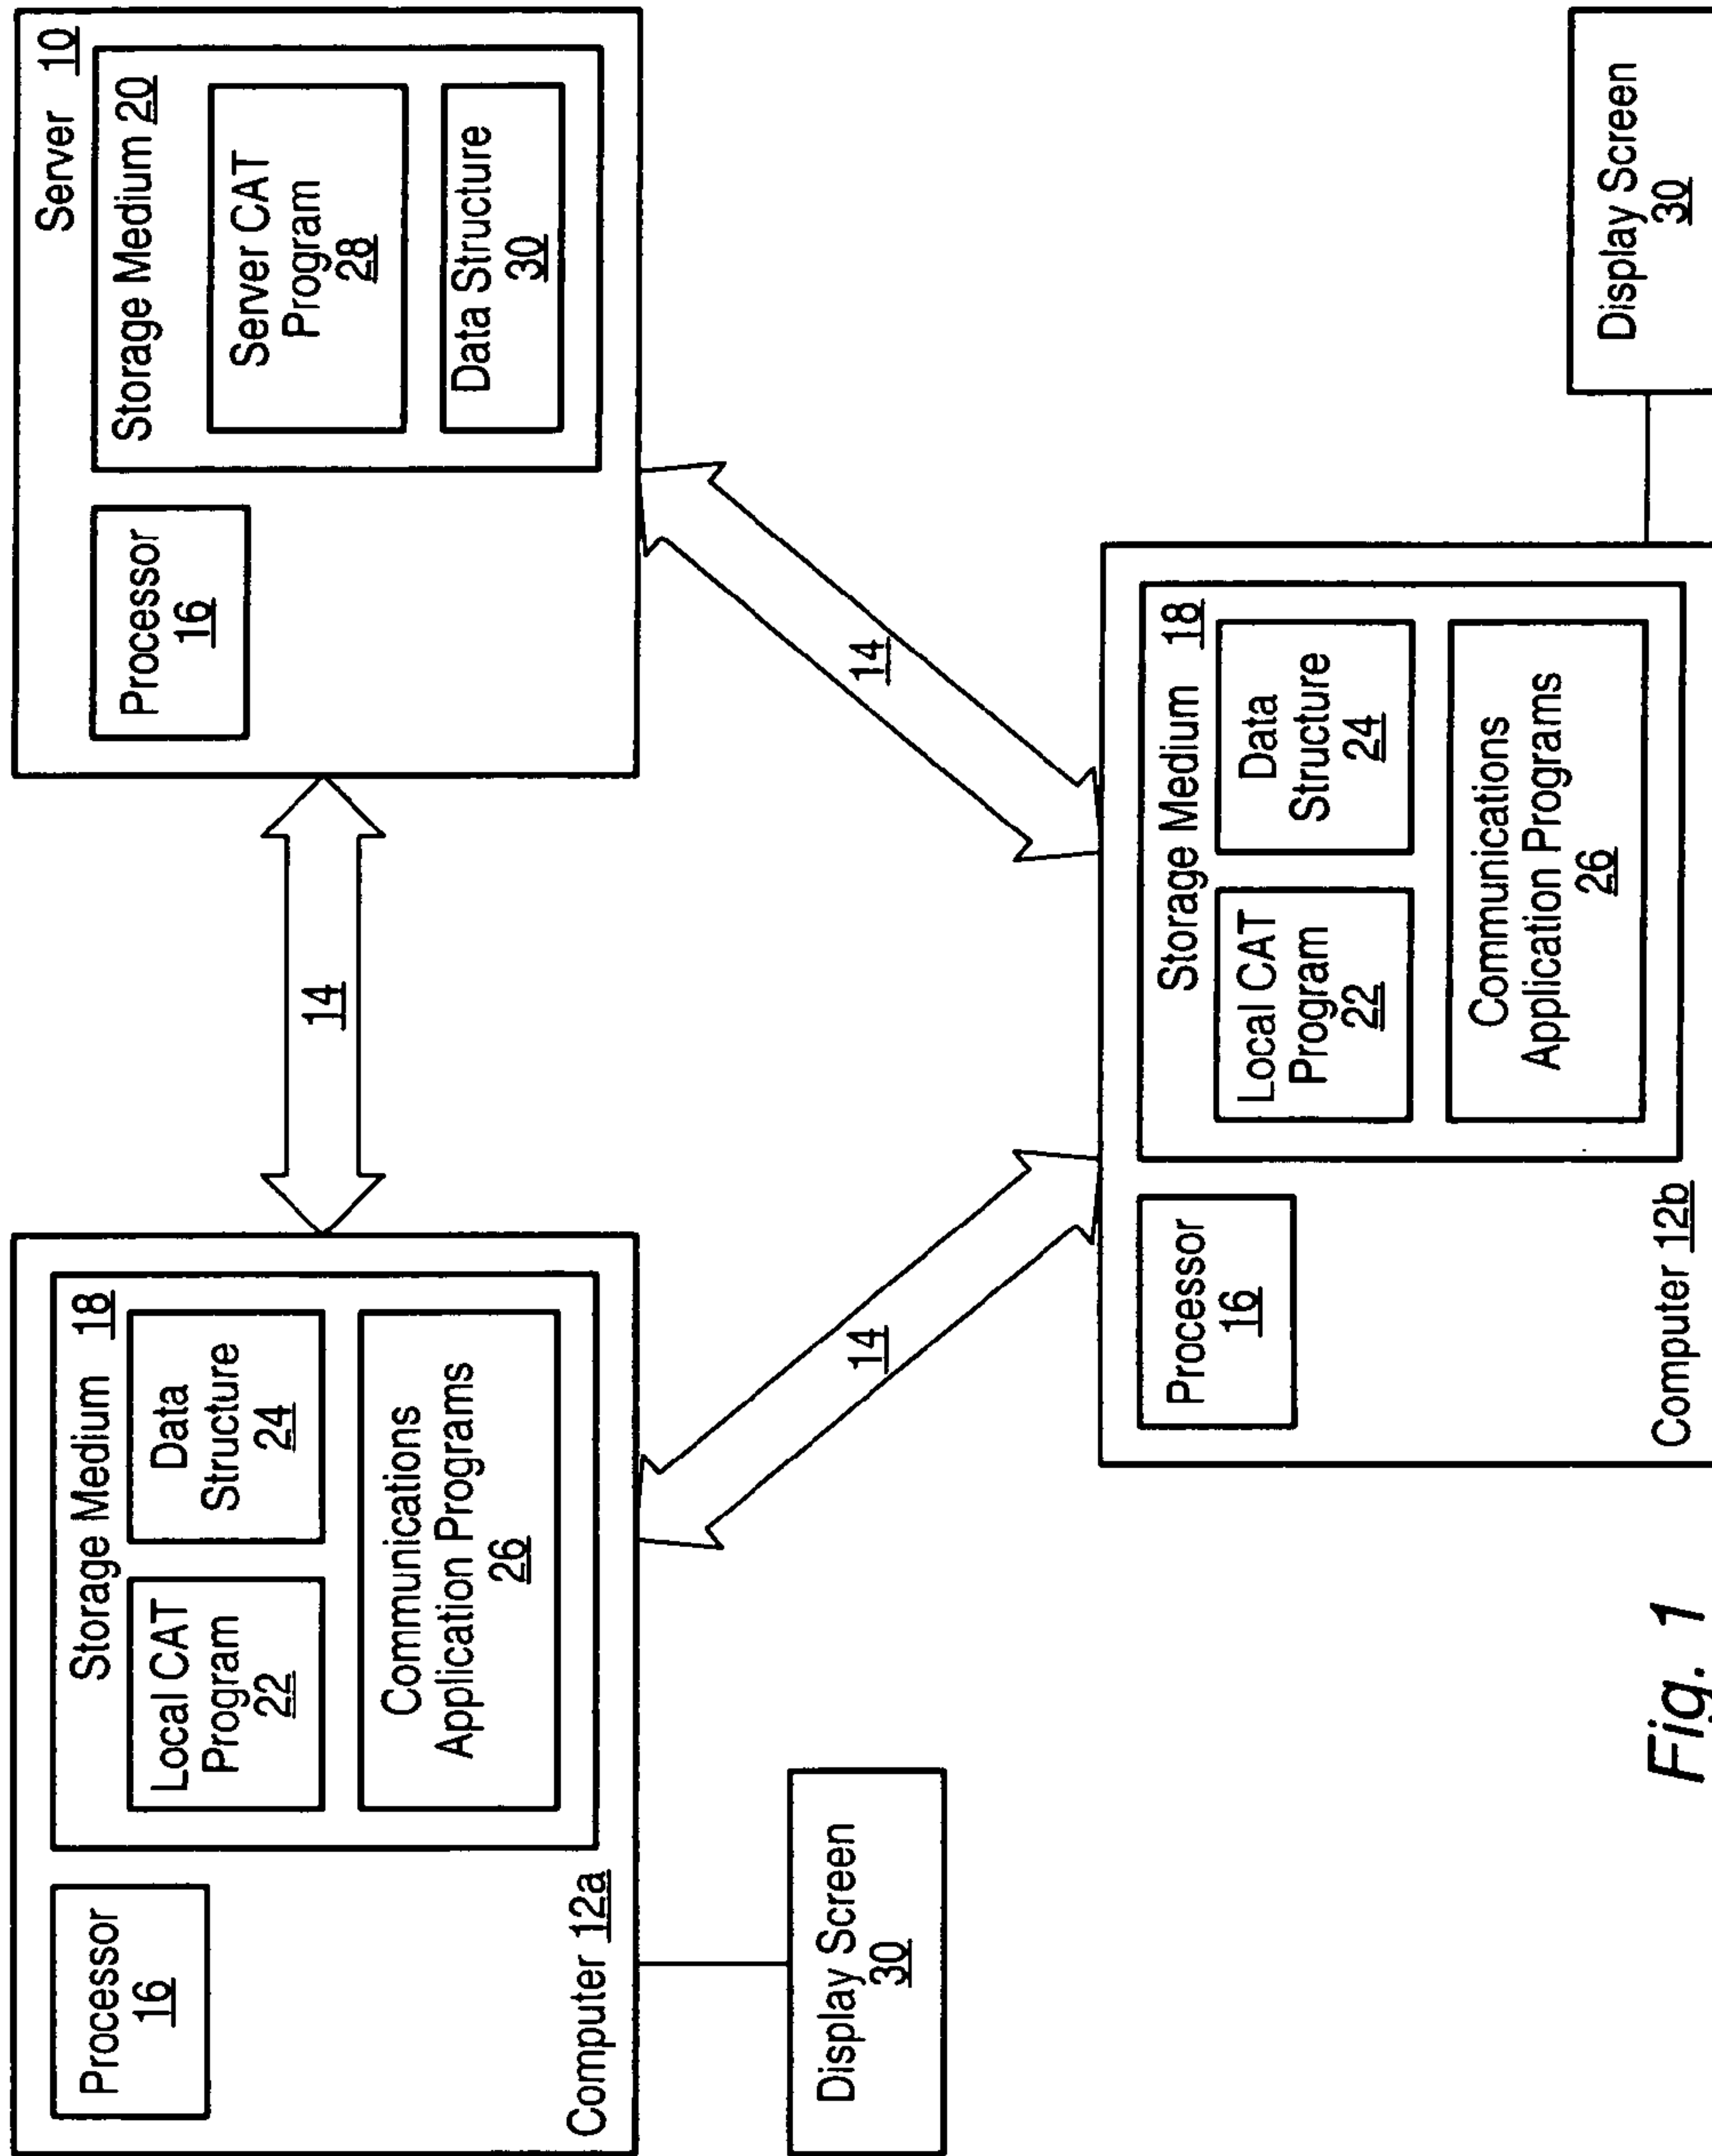 Processor
16
Storage Medium 18
Local CAT
Program
22
Data
Structure
24
Communications
Application Programs
26
Computer 12a
Display Screen
30
14
Server 10
Processor
16
Storage Medium 20
Server CAT
Program
28
Data Structure
30
14
14
Processor
16
Storage Medium 18
Local CAT
Program
22
Data
Structure
24
Communications
Application Programs
26
Computer 12b
Display Screen
30
Fig. 1